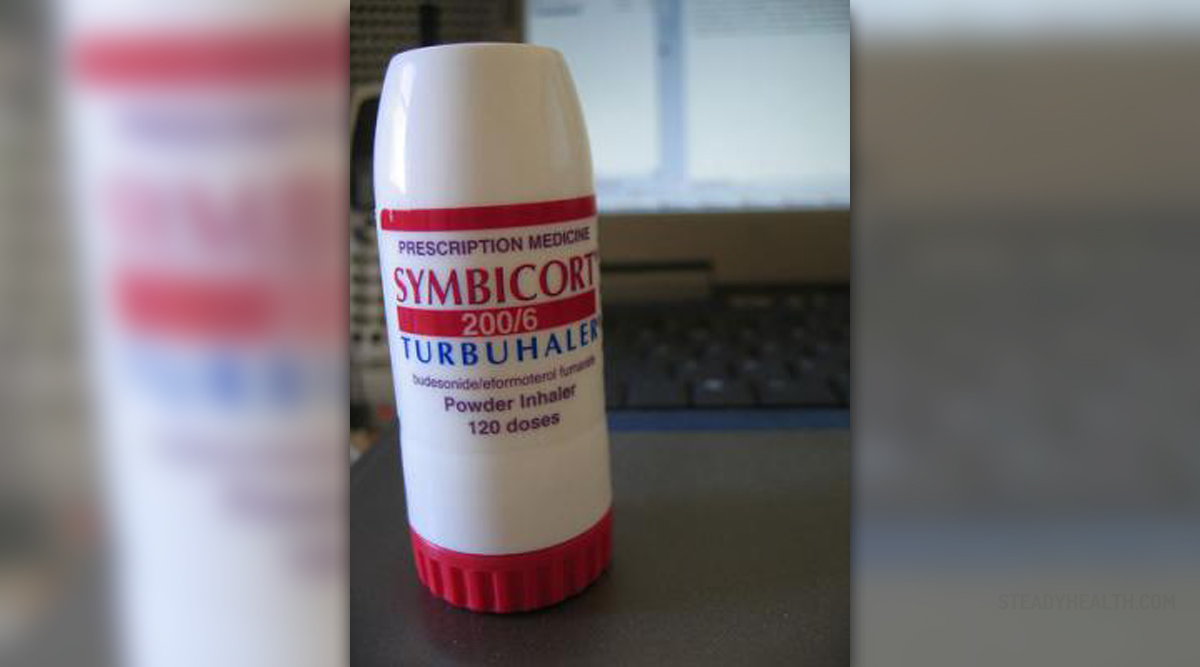 PRESCRIPTION MEDICINE
SYMBICORT
200/6
TURBUHALER
budesonide/eformoterol fumarate
Powder Inhaler
120 doses
STEADYHEALTH.COM